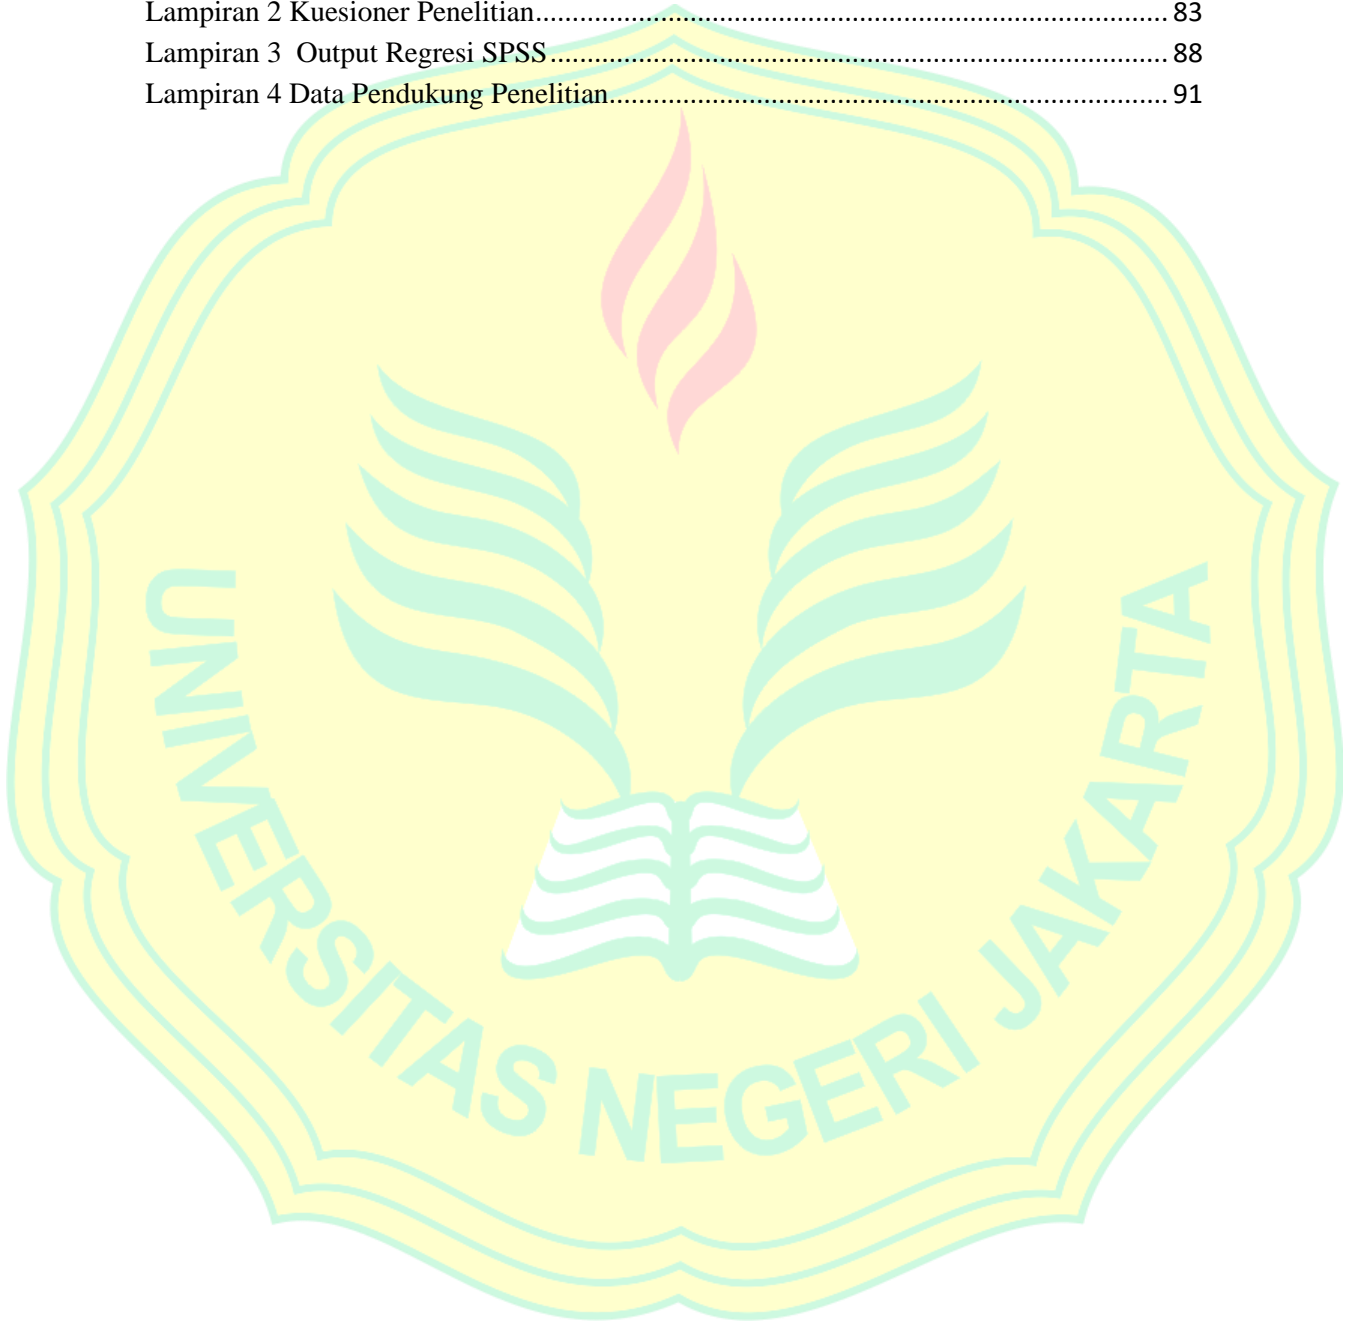 Lampiran 2 Kuesioner Penelitian....................................................................... 83
Lampiran 3  Output Regresi SPSS..................................................................... 88
Lampiran 4 Data Pendukung Penelitian.............................................................. 91
UNIVERSITAS NEGERI JAKARTA